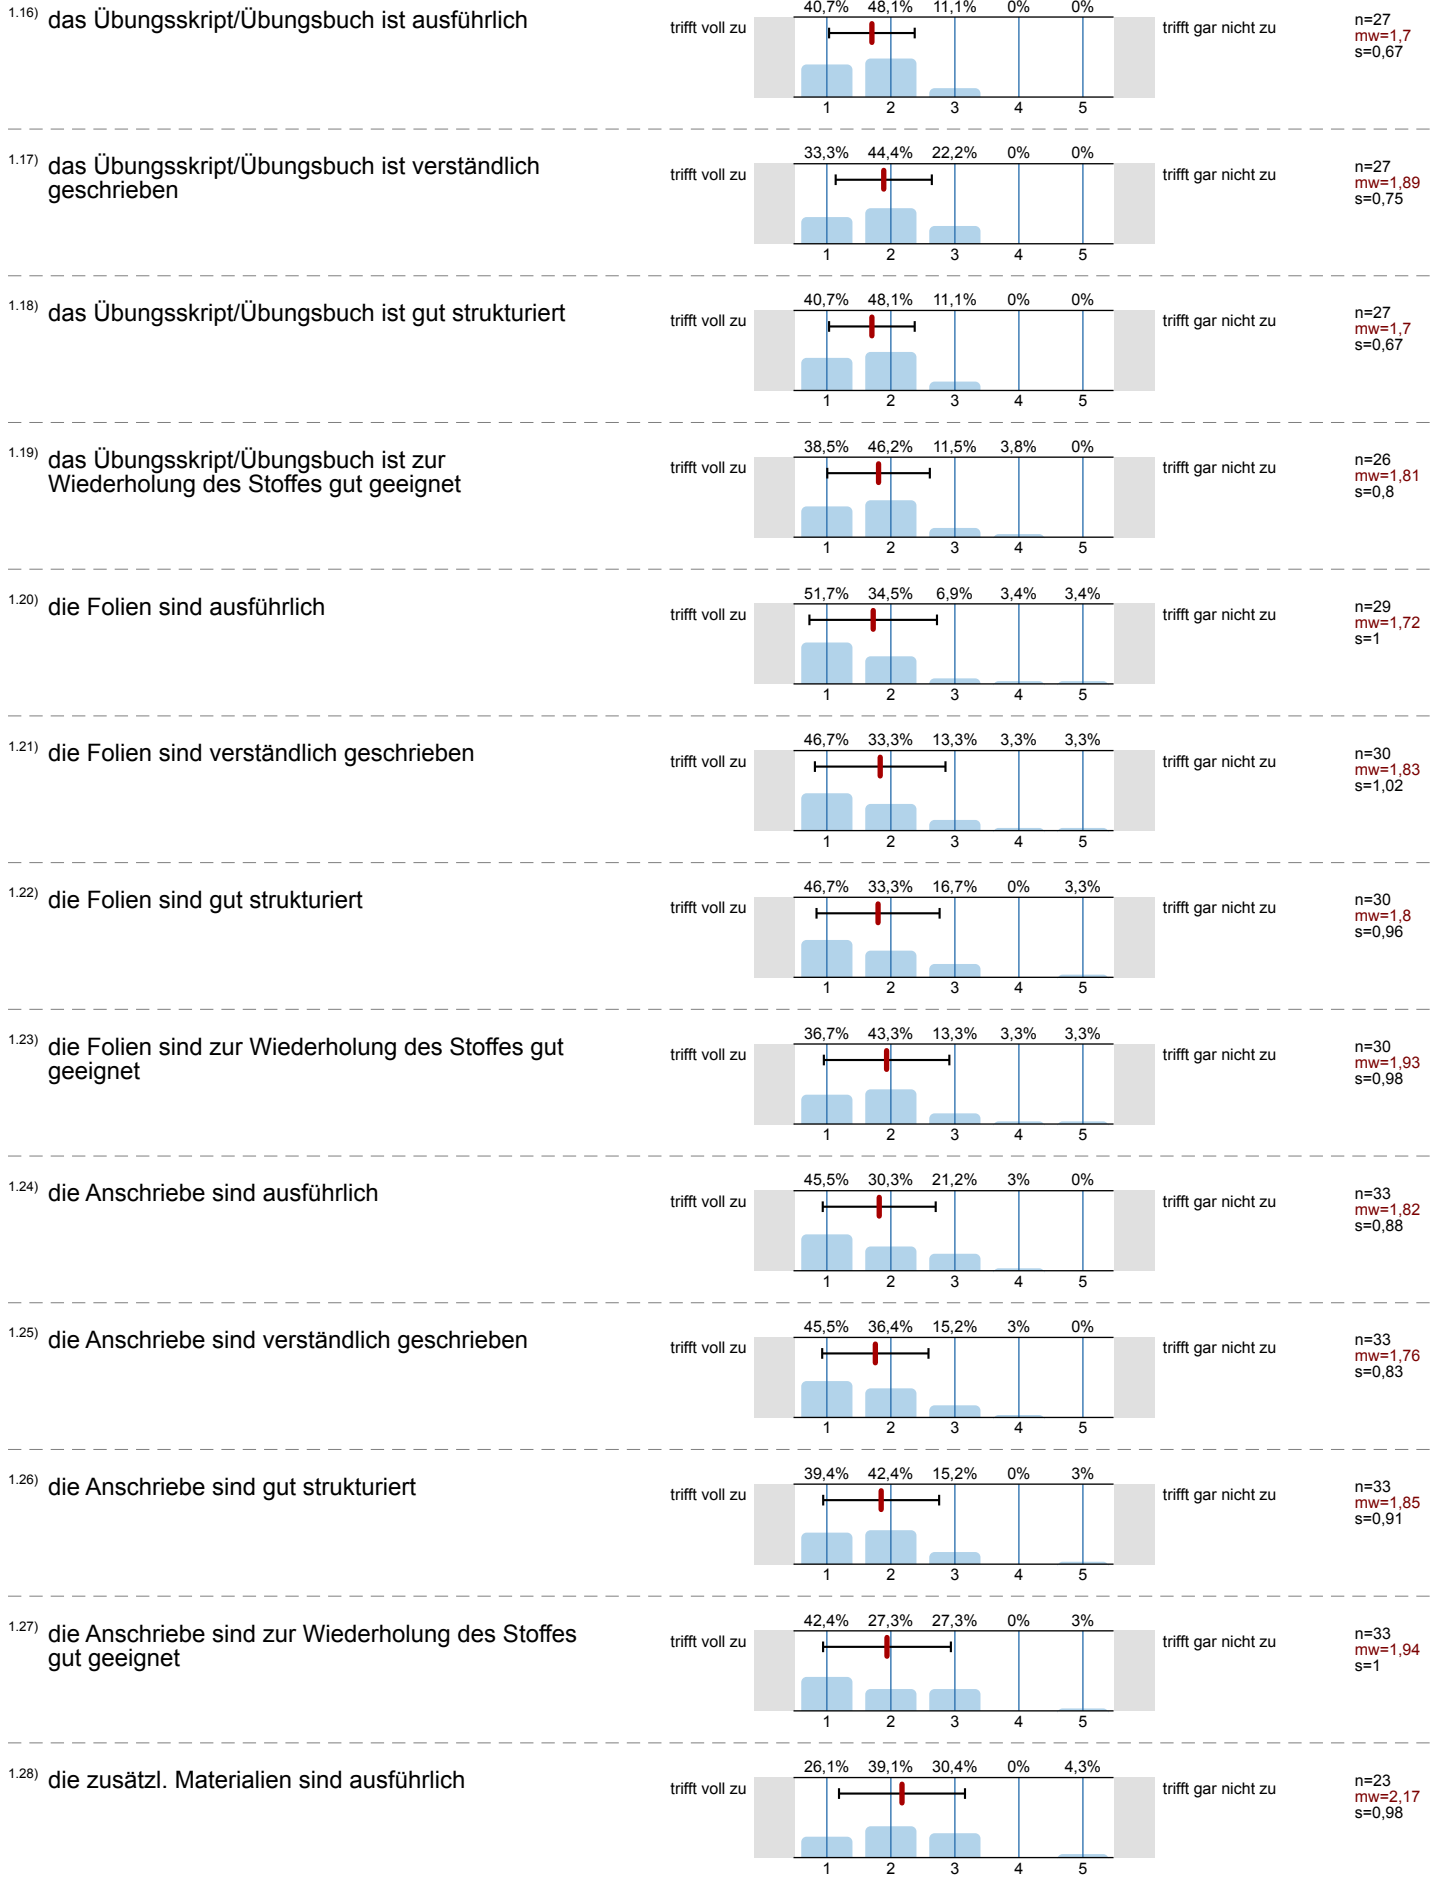 1.16) das Übungsskript/Übungsbuch ist ausführlich
trifft voll zu
40,7% 48,1% 11,1% 0% 0%
1 2 3 4 5
trifft gar nicht zu
n=27
mw=1,7
s=0,67
1.17) das Übungsskript/Übungsbuch ist verständlich
geschrieben
trifft voll zu
33,3% 44,4% 22,2% 0% 0%
1 2 3 4 5
trifft gar nicht zu
n=27
mw=1,89
s=0,75
1.18) das Übungsskript/Übungsbuch ist gut strukturiert
trifft voll zu
40,7% 48,1% 11,1% 0% 0%
1 2 3 4 5
trifft gar nicht zu
n=27
mw=1,7
s=0,67
1.19) das Übungsskript/Übungsbuch ist zur
Wiederholung des Stoffes gut geeignet
trifft voll zu
38,5% 46,2% 11,5% 3,8% 0%
1 2 3 4 5
trifft gar nicht zu
n=26
mw=1,81
s=0,8
1.20) die Folien sind ausführlich
trifft voll zu
51,7% 34,5% 6,9% 3,4% 3,4%
1 2 3 4 5
trifft gar nicht zu
n=29
mw=1,72
s=1
1.21) die Folien sind verständlich geschrieben
trifft voll zu
46,7% 33,3% 13,3% 3,3% 3,3%
1 2 3 4 5
trifft gar nicht zu
n=30
mw=1,83
s=1,02
1.22) die Folien sind gut strukturiert
trifft voll zu
46,7% 33,3% 16,7% 0% 3,3%
1 2 3 4 5
trifft gar nicht zu
n=30
mw=1,8
s=0,96
1.23) die Folien sind zur Wiederholung des Stoffes gut
geeignet
trifft voll zu
36,7% 43,3% 13,3% 3,3% 3,3%
1 2 3 4 5
trifft gar nicht zu
n=30
mw=1,93
s=0,98
1.24) die Anschriebe sind ausführlich
trifft voll zu
45,5% 30,3% 21,2% 3% 0%
1 2 3 4 5
trifft gar nicht zu
n=33
mw=1,82
s=0,88
1.25) die Anschriebe sind verständlich geschrieben
trifft voll zu
45,5% 36,4% 15,2% 3% 0%
1 2 3 4 5
trifft gar nicht zu
n=33
mw=1,76
s=0,83
1.26) die Anschriebe sind gut strukturiert
trifft voll zu
39,4% 42,4% 15,2% 0% 3%
1 2 3 4 5
trifft gar nicht zu
n=33
mw=1,85
s=0,91
1.27) die Anschriebe sind zur Wiederholung des Stoffes
gut geeignet
trifft voll zu
42,4% 27,3% 27,3% 0% 3%
1 2 3 4 5
trifft gar nicht zu
n=33
mw=1,94
s=1
1.28) die zusätzl. Materialien sind ausführlich
trifft voll zu
26,1% 39,1% 30,4% 0% 4,3%
1 2 3 4 5
trifft gar nicht zu
n=23
mw=2,17
s=0,98